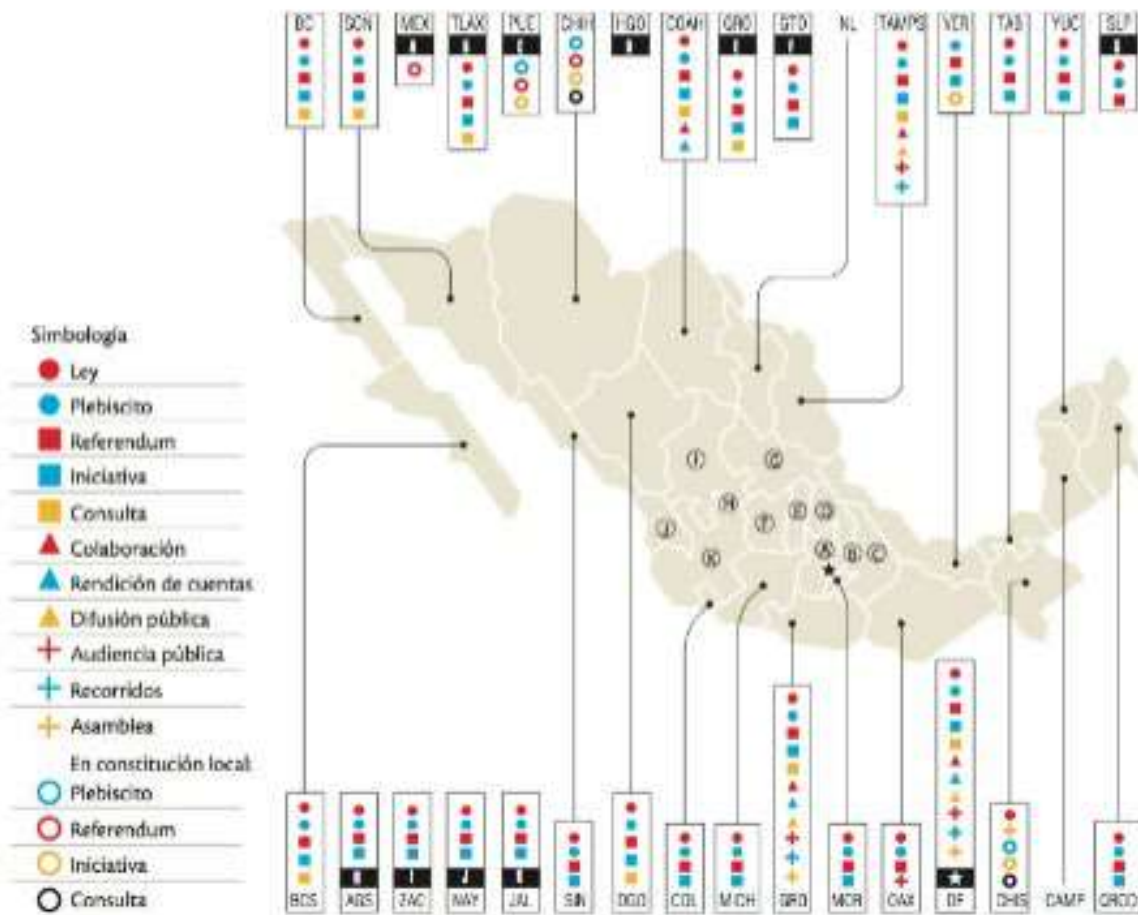 BC SON MEX TLAX PUE CHIH HGO COAH QRO GTO NL TAMPS VER TAB YUC SLP
Simbología
Ley
Plebiscito
Referendum
Iniciativa
Consulta
Colaboración
Rendición de cuentas
Difusión pública
Audiencia pública
Recorridos
Asamblea
En constitución local:
Plebiscito
Referendum
Iniciativa
Consulta
I G
H F E D
J K A B C
H I J K
BCS AGS ZAC NAY JAL SIN DGO COL MICH GRO MOR OAX DF CHIS CAMP QROO